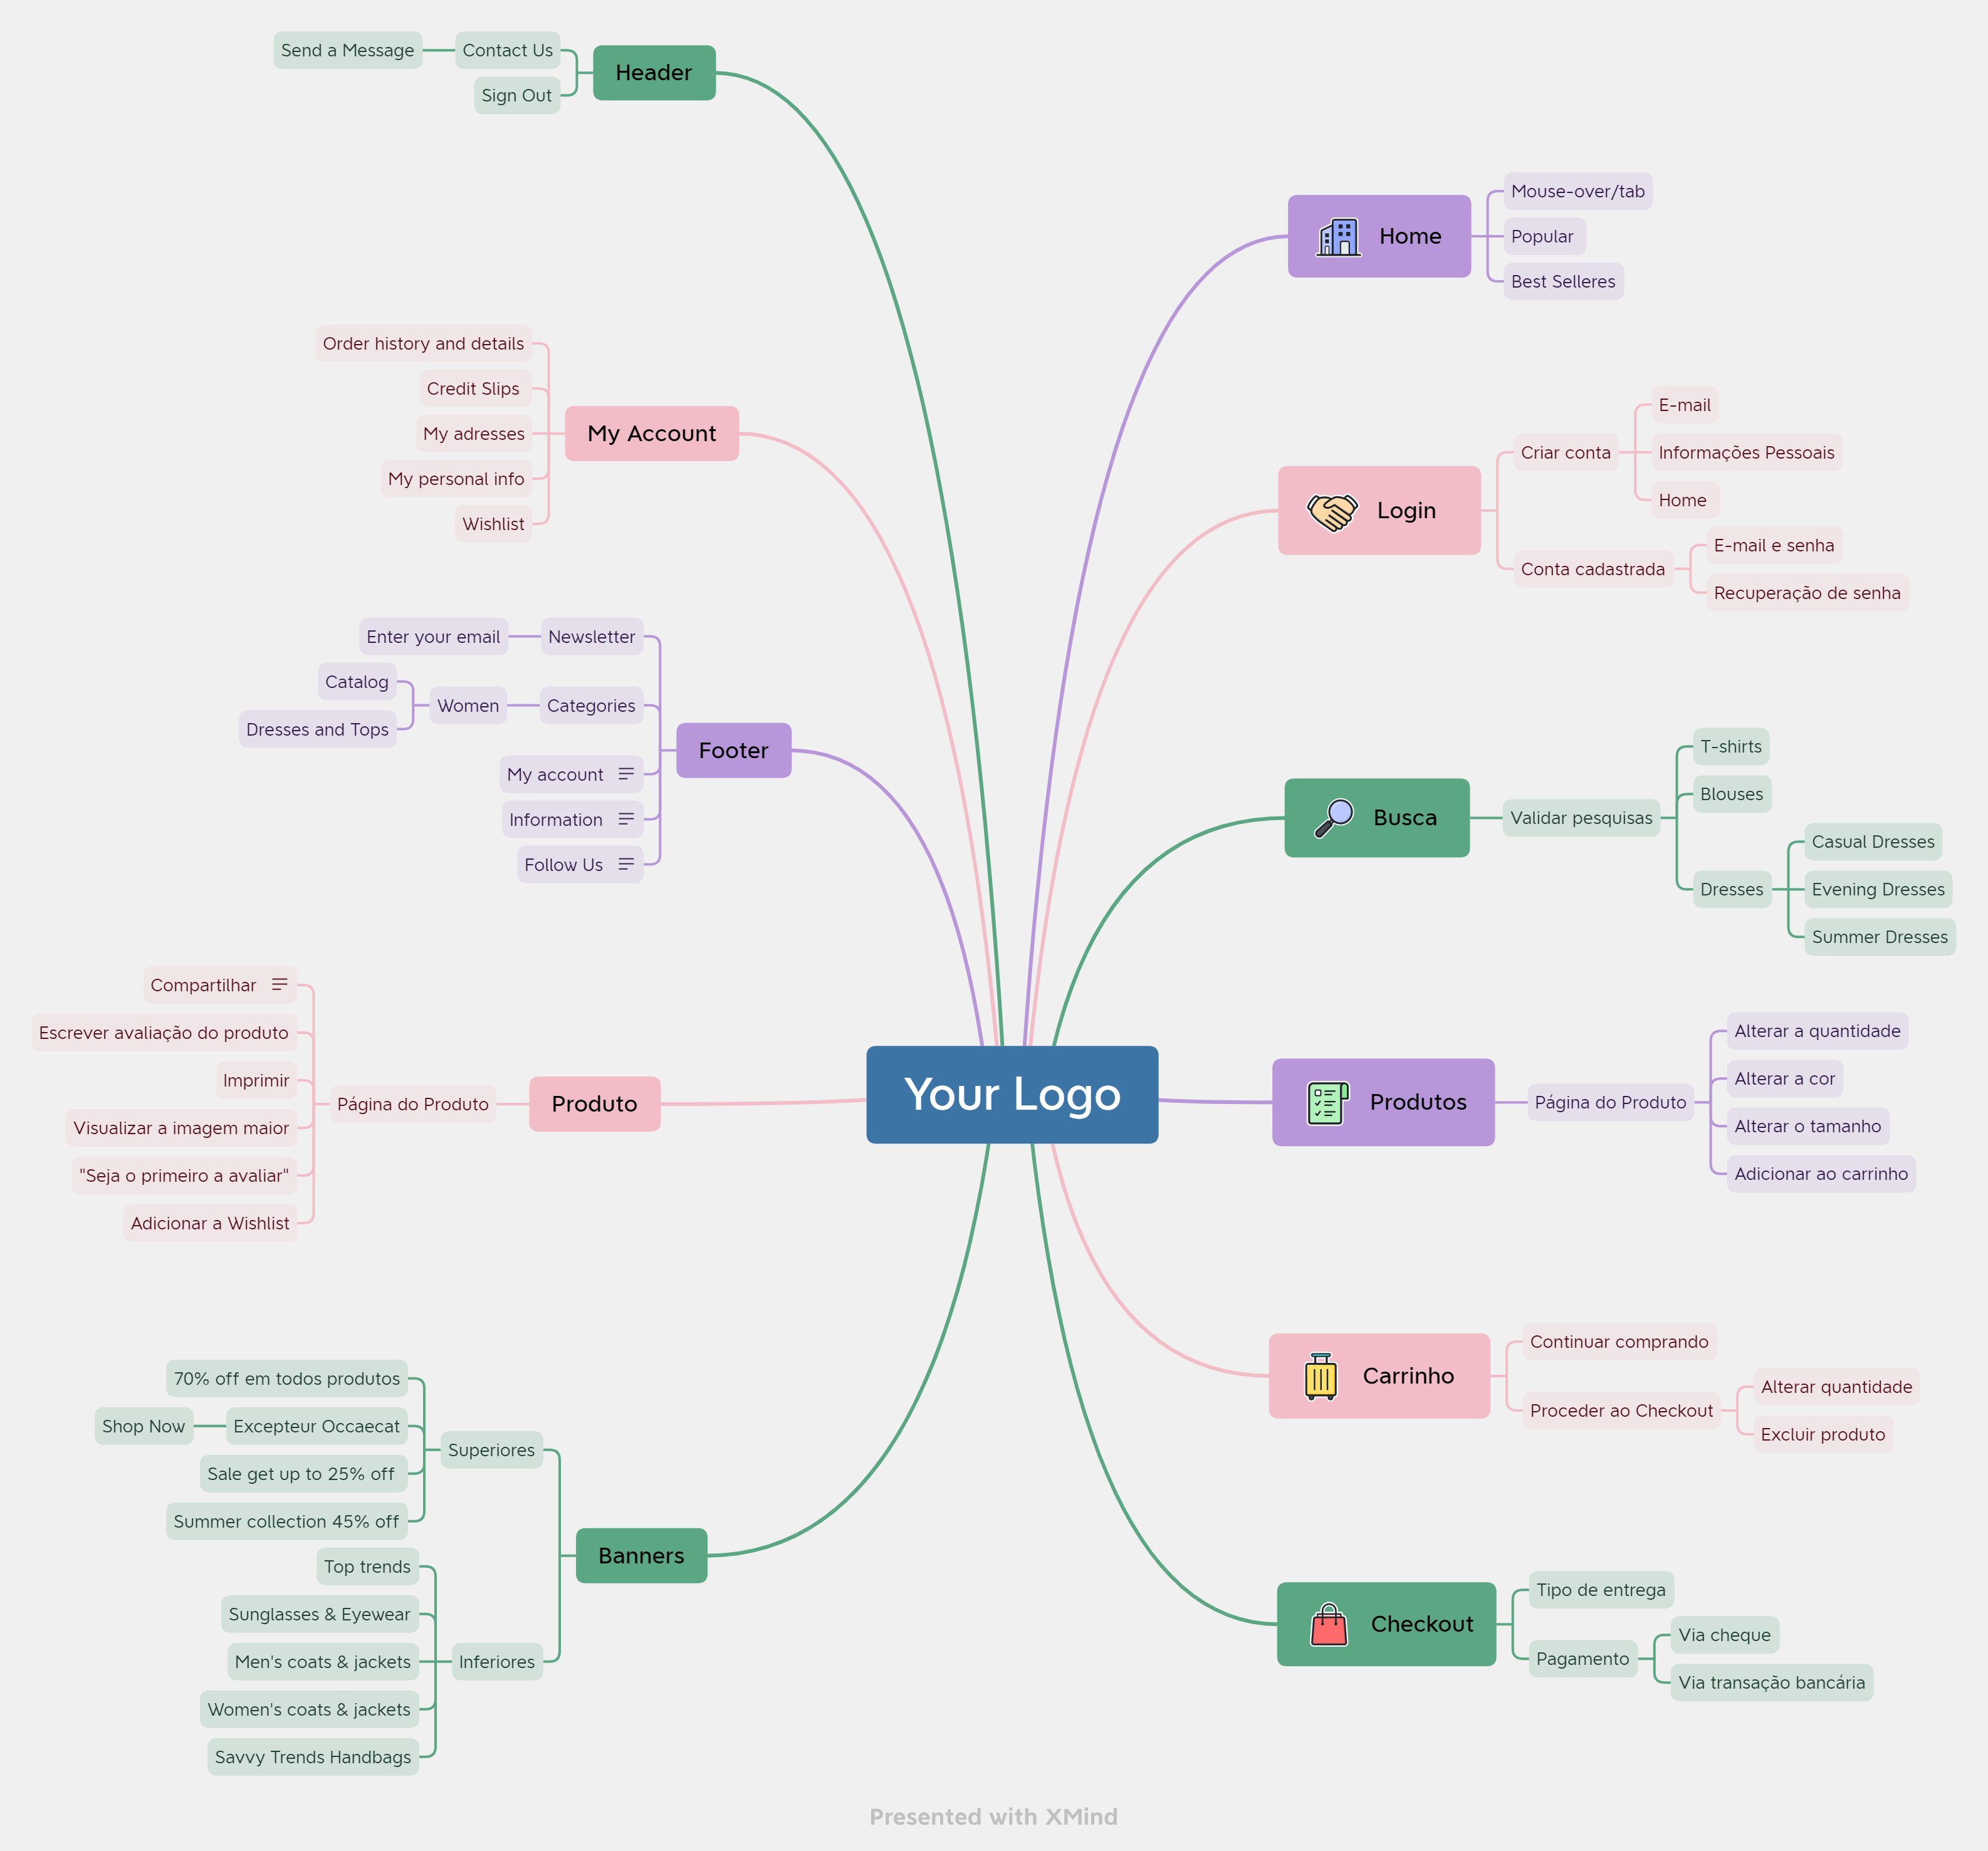 Your Logo
Home
Mouse-over/tab
Popular
Best Selleres
Login
Criar conta
E-mail
Informações Pessoais
Home
Conta cadastrada
E-mail e senha
Recuperação de senha
Busca
Validar pesquisas
T-shirts
Blouses
Dresses
Casual Dresses
Evening Dresses
Summer Dresses
Produtos
Página do Produto
Alterar a quantidade
Alterar a cor
Alterar o tamanho
Adicionar ao carrinho
Carrinho
Continuar comprando
Proceder ao Checkout
Alterar quantidade
Excluir produto
Checkout
Tipo de entrega
Pagamento
Via cheque
Via transação bancária
Header
Contact Us
Send a Message
Sign Out
My Account
Order history and details
Credit Slips
My adresses
My personal info
Wishlist
Footer
Newsletter
Enter your email
Categories
Women
Catalog
Dresses and Tops
My account
Information
Follow Us
Produto
Página do Produto
Compartilhar
Escrever avaliação do produto
Imprimir
Visualizar a imagem maior
"Seja o primeiro a avaliar"
Adicionar a Wishlist
Banners
Superiores
70% off em todos produtos
Excepteur Occaecat
Shop Now
Sale get up to 25% off
Summer collection 45% off
Inferiores
Top trends
Sunglasses & Eyewear
Men's coats & jackets
Women's coats & jackets
Savvy Trends Handbags
Presented with XMind